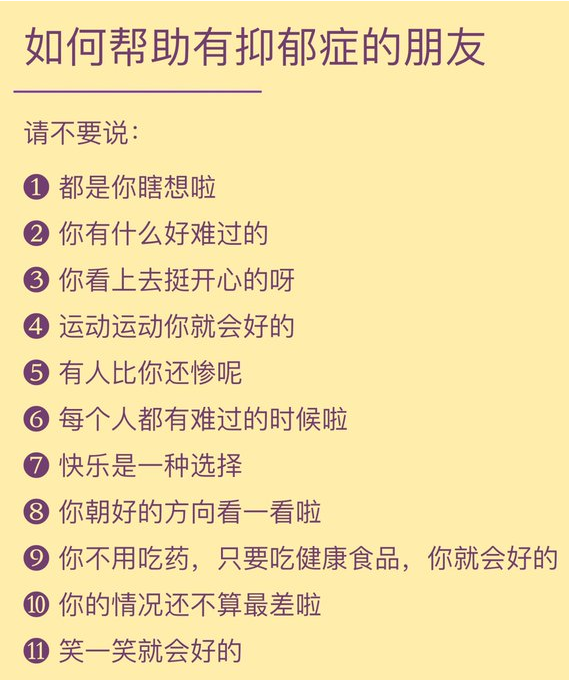 如何帮助有抑郁症的朋友
请不要说：
❶ 都是你瞎想啦
❷ 你有什么好难过的
❸ 你看上去挺开心的呀
❹ 运动运动你就会好的
❺ 有人比你还惨呢
❻ 每个人都有难过的时候啦
❼ 快乐是一种选择
❽ 你朝好的方向看一看啦
❾ 你不用吃药，只要吃健康食品，你就会好的
❿ 你的情况还不算最差啦
⓫ 笑一笑就会好的